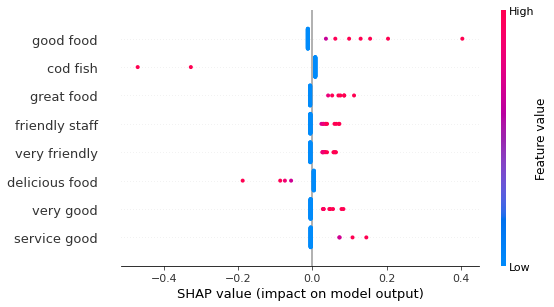 High
good food
cod fish
great food
friendly staff
very friendly
delicious food
very good
service good
Feature value
Low
−0.4 −0.2 0.0 0.2 0.4
SHAP value (impact on model output)